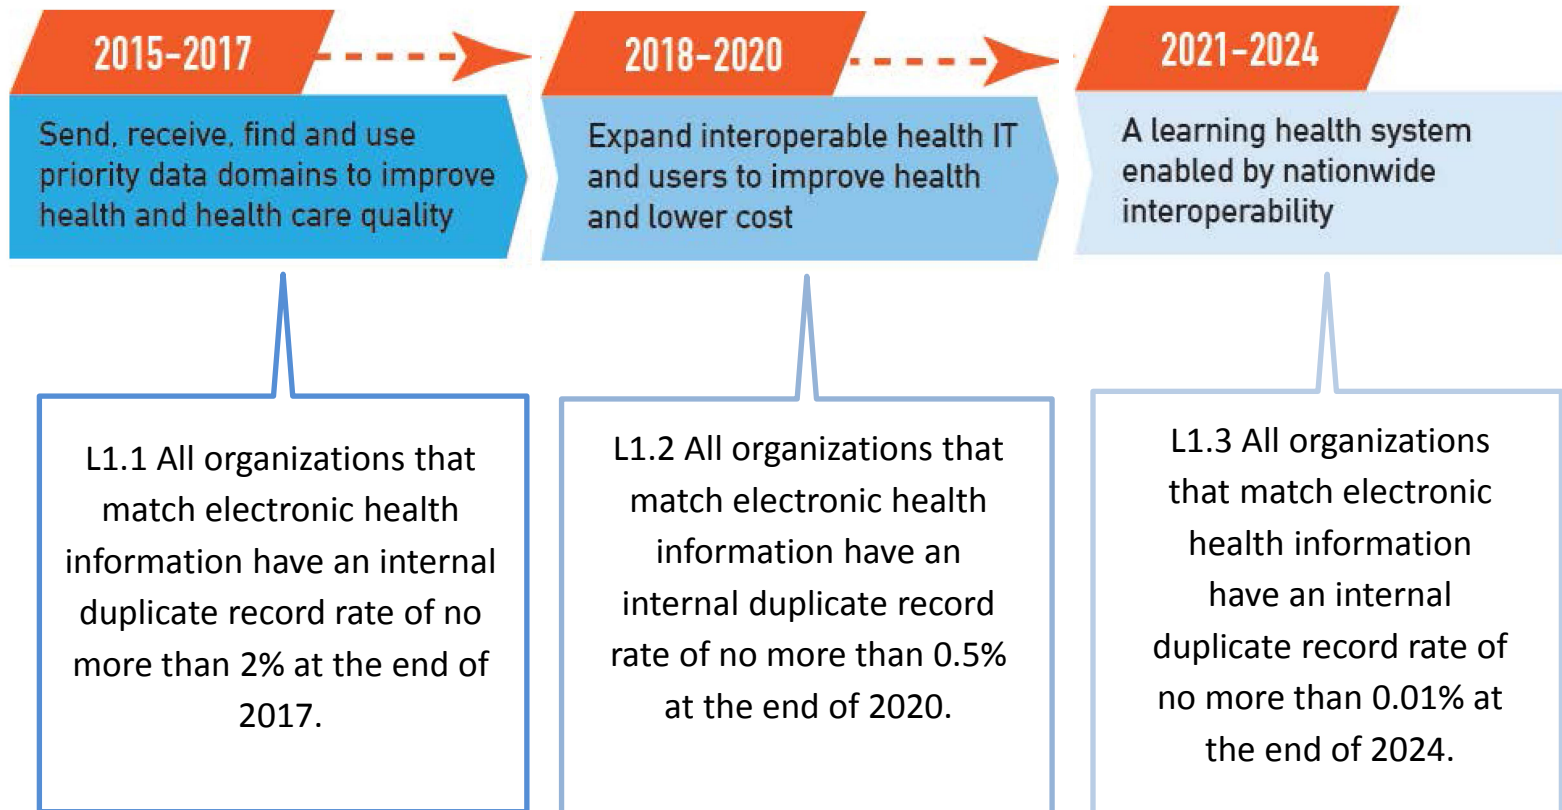 2015–2017
Send, receive, find and use
priority data domains to improve
health and health care quality
2018–2020
Expand interoperable health IT
and users to improve health
and lower cost
2021–2024
A learning health system
enabled by nationwide
interoperability
L1.1 All organizations that
match electronic health
information have an internal
duplicate record rate of no
more than 2% at the end of
2017.
L1.2 All organizations that
match electronic health
information have an
internal duplicate record
rate of no more than 0.5%
at the end of 2020.
L1.3 All organizations
that match electronic
health information
have an internal
duplicate record rate of
no more than 0.01% at
the end of 2024.